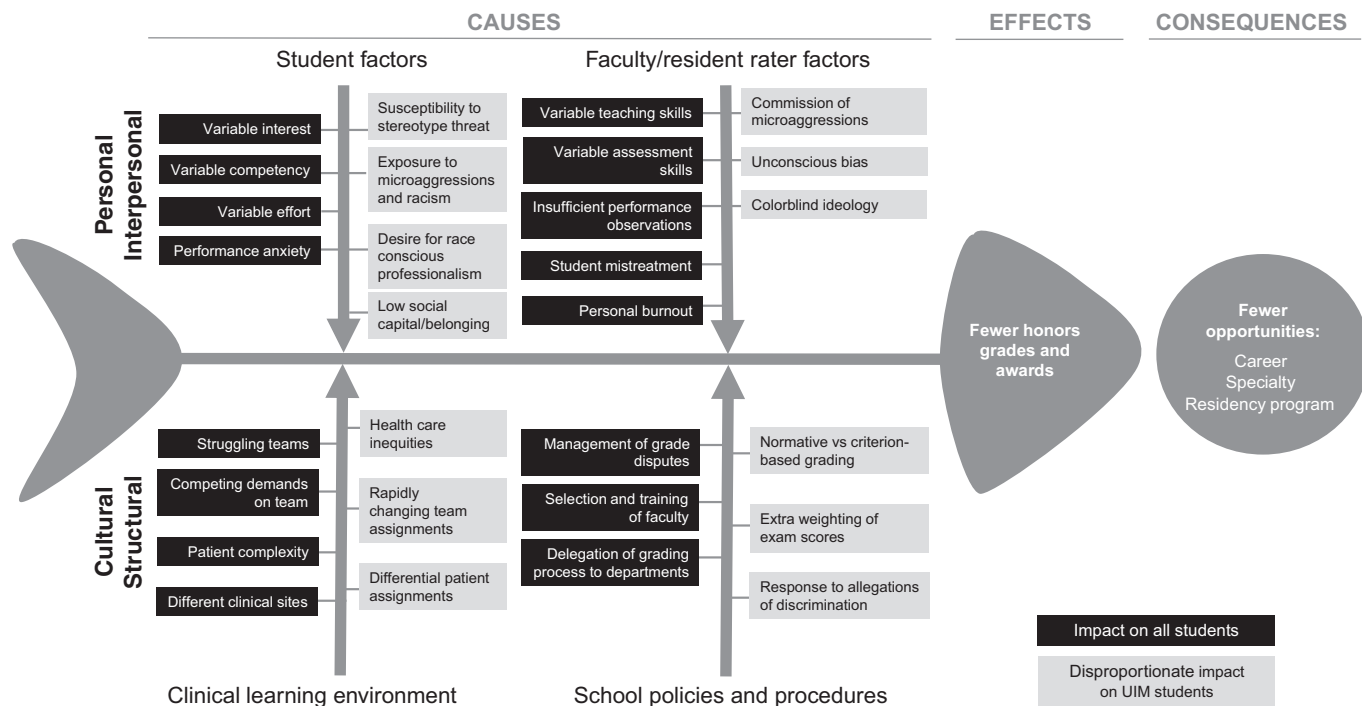 CAUSES
EFFECTS
CONSEQUENCES
Student factors
Faculty/resident rater factors
Personal
Interpersonal
Variable interest
Variable competency
Variable effort
Performance anxiety
Susceptibility to
stereotype threat
Exposure to
microaggressions
and racism
Desire for race
conscious
professionalism
Low social
capital/belonging
Variable teaching skills
Variable assessment
skills
Insufficient performance
observations
Student mistreatment
Personal burnout
Commission of
microaggressions
Unconscious bias
Colorblind ideology
Fewer honors
grades and
awards
Fewer
opportunities:
Career
Specialty
Residency program
Cultural
Structural
Struggling teams
Competing demands
on team
Patient complexity
Different clinical sites
Health care
inequities
Rapidly
changing team
assignments
Differential patient
assignments
Management of grade
disputes
Selection and training
of faculty
Delegation of grading
process to departments
Normative vs criterion-
based grading
Extra weighting of
exam scores
Response to allegations
of discrimination
Clinical learning environment
School policies and procedures
Impact on all students
Disproportionate impact
on UIM students